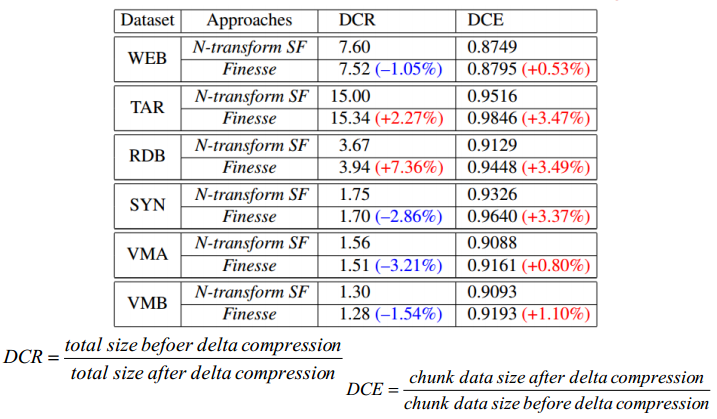 Dataset Approaches DCR DCE
WEB N-transform SF 7.60 0.8749
Finesse 7.52 (–1.05%) 0.8795 (+0.53%)
TAR N-transform SF 15.00 0.9516
Finesse 15.34 (+2.27%) 0.9846 (+3.47%)
RDB N-transform SF 3.67 0.9129
Finesse 3.94 (+7.36%) 0.9448 (+3.49%)
SYN N-transform SF 1.75 0.9326
Finesse 1.70 (–2.86%) 0.9640 (+3.37%)
VMA N-transform SF 1.56 0.9088
Finesse 1.51 (–3.21%) 0.9161 (+0.80%)
VMB N-transform SF 1.30 0.9093
Finesse 1.28 (–1.54%) 0.9193 (+1.10%)
DCR = total size befoer delta compression
total size after delta compression
DCE = chunk data size after delta compression
chunk data size before delta compression